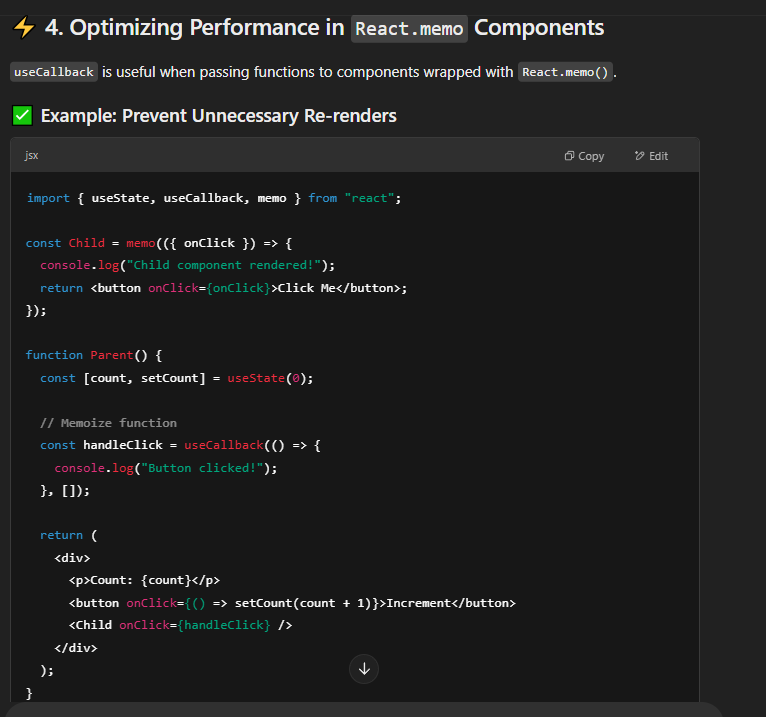 ⚡ 4. Optimizing Performance in React.memo Components
useCallback is useful when passing functions to components wrapped with React.memo().
✅ Example: Prevent Unnecessary Re-renders
jsx Copy Edit
import { useState, useCallback, memo } from "react";

const Child = memo(({ onClick }) => {
  console.log("Child component rendered!");
  return <button onClick={onClick}>Click Me</button>;
});

function Parent() {
  const [count, setCount] = useState(0);

  // Memoize function
  const handleClick = useCallback(() => {
    console.log("Button clicked!");
  }, []);

  return (
    <div>
      <p>Count: {count}</p>
      <button onClick={() => setCount(count + 1)}>Increment</button>
      <Child onClick={handleClick} />
    </div>
  );
}